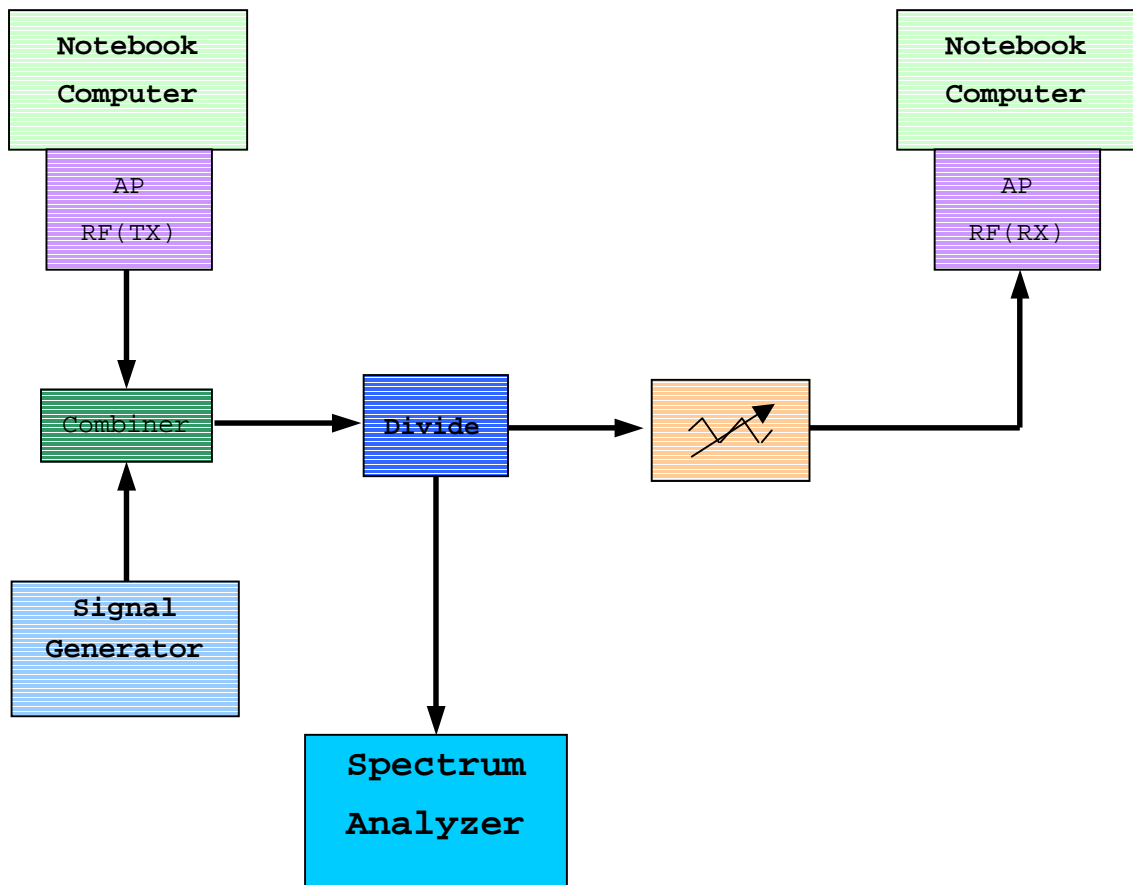 Notebook
Computer
AP
RF(TX)
Notebook
Computer
AP
RF(RX)
Combiner
Divide
Signal
Generator
Spectrum
Analyzer